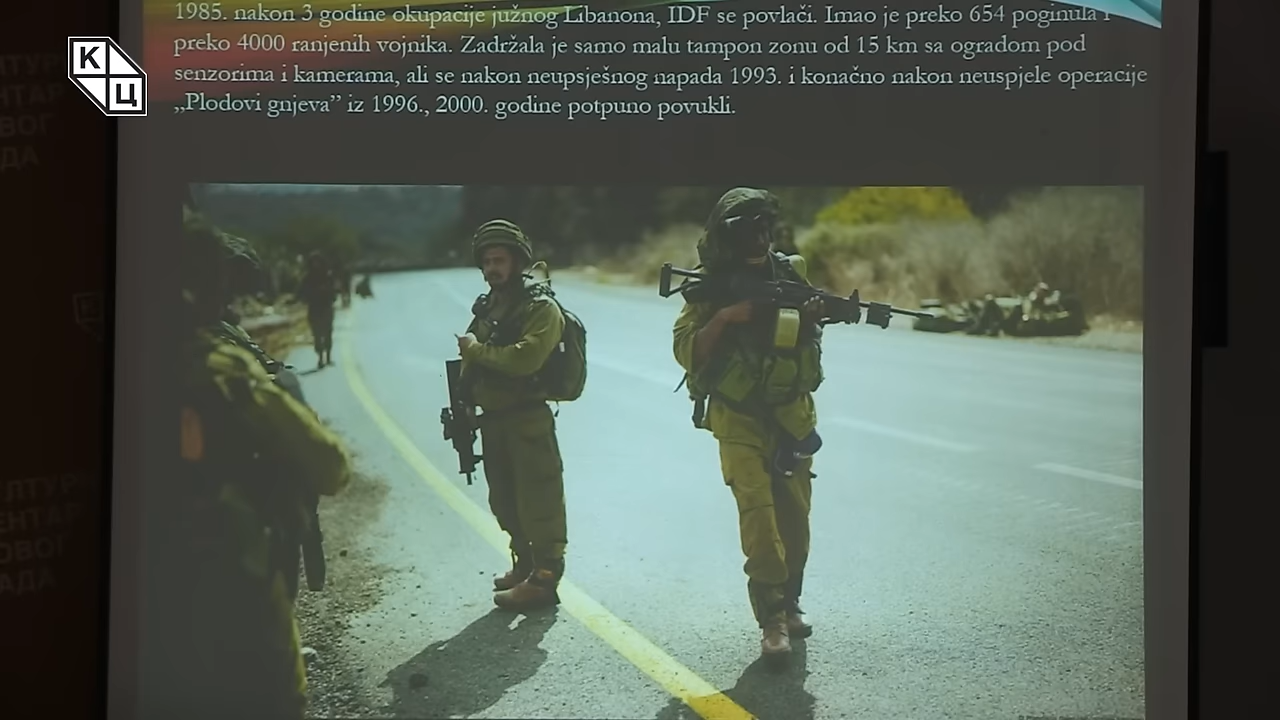 1985. nakon 3 godine okupacije južnog Libanona, IDF se povlači. Imao je preko 654 poginula i
preko 4000 ranjenih vojnika. Zadržala je samo malu tampon zonu od 15 km sa ogradom pod
senzorima i kamerama, ali se nakon neupsješnog napada 1993. i konačno nakon neuspjele operacije
„Plodovi gnjeva” iz 1996., 2000. godine potpuno povukli.
К
Ц